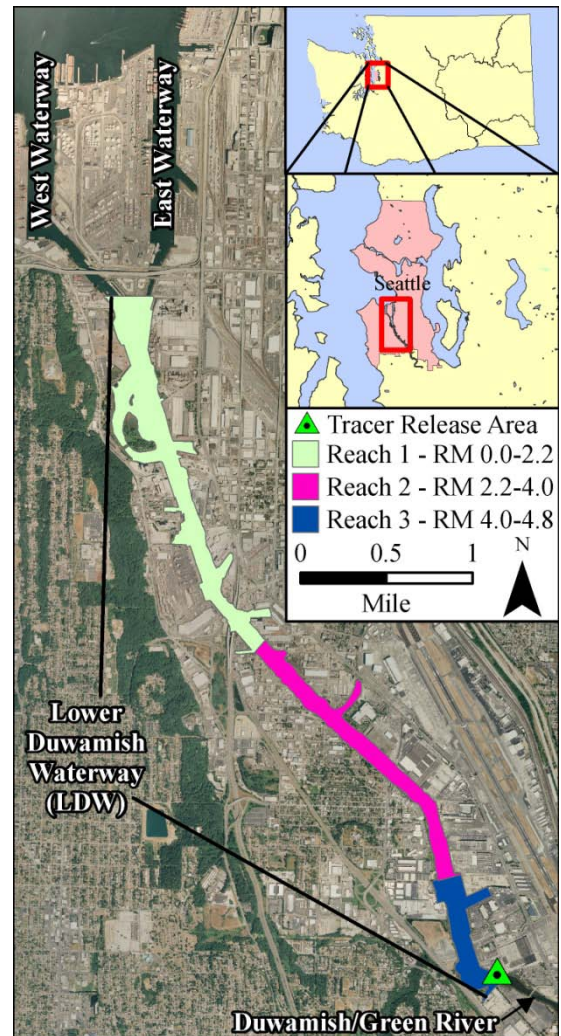 West Waterway
East Waterway
Seattle
Tracer Release Area
Reach 1 - RM 0.0-2.2
Reach 2 - RM 2.2-4.0
Reach 3 - RM 4.0-4.8
0 0.5 1
Mile
N
Lower
Duwamish
Waterway
(LDW)
Duwamish/Green River